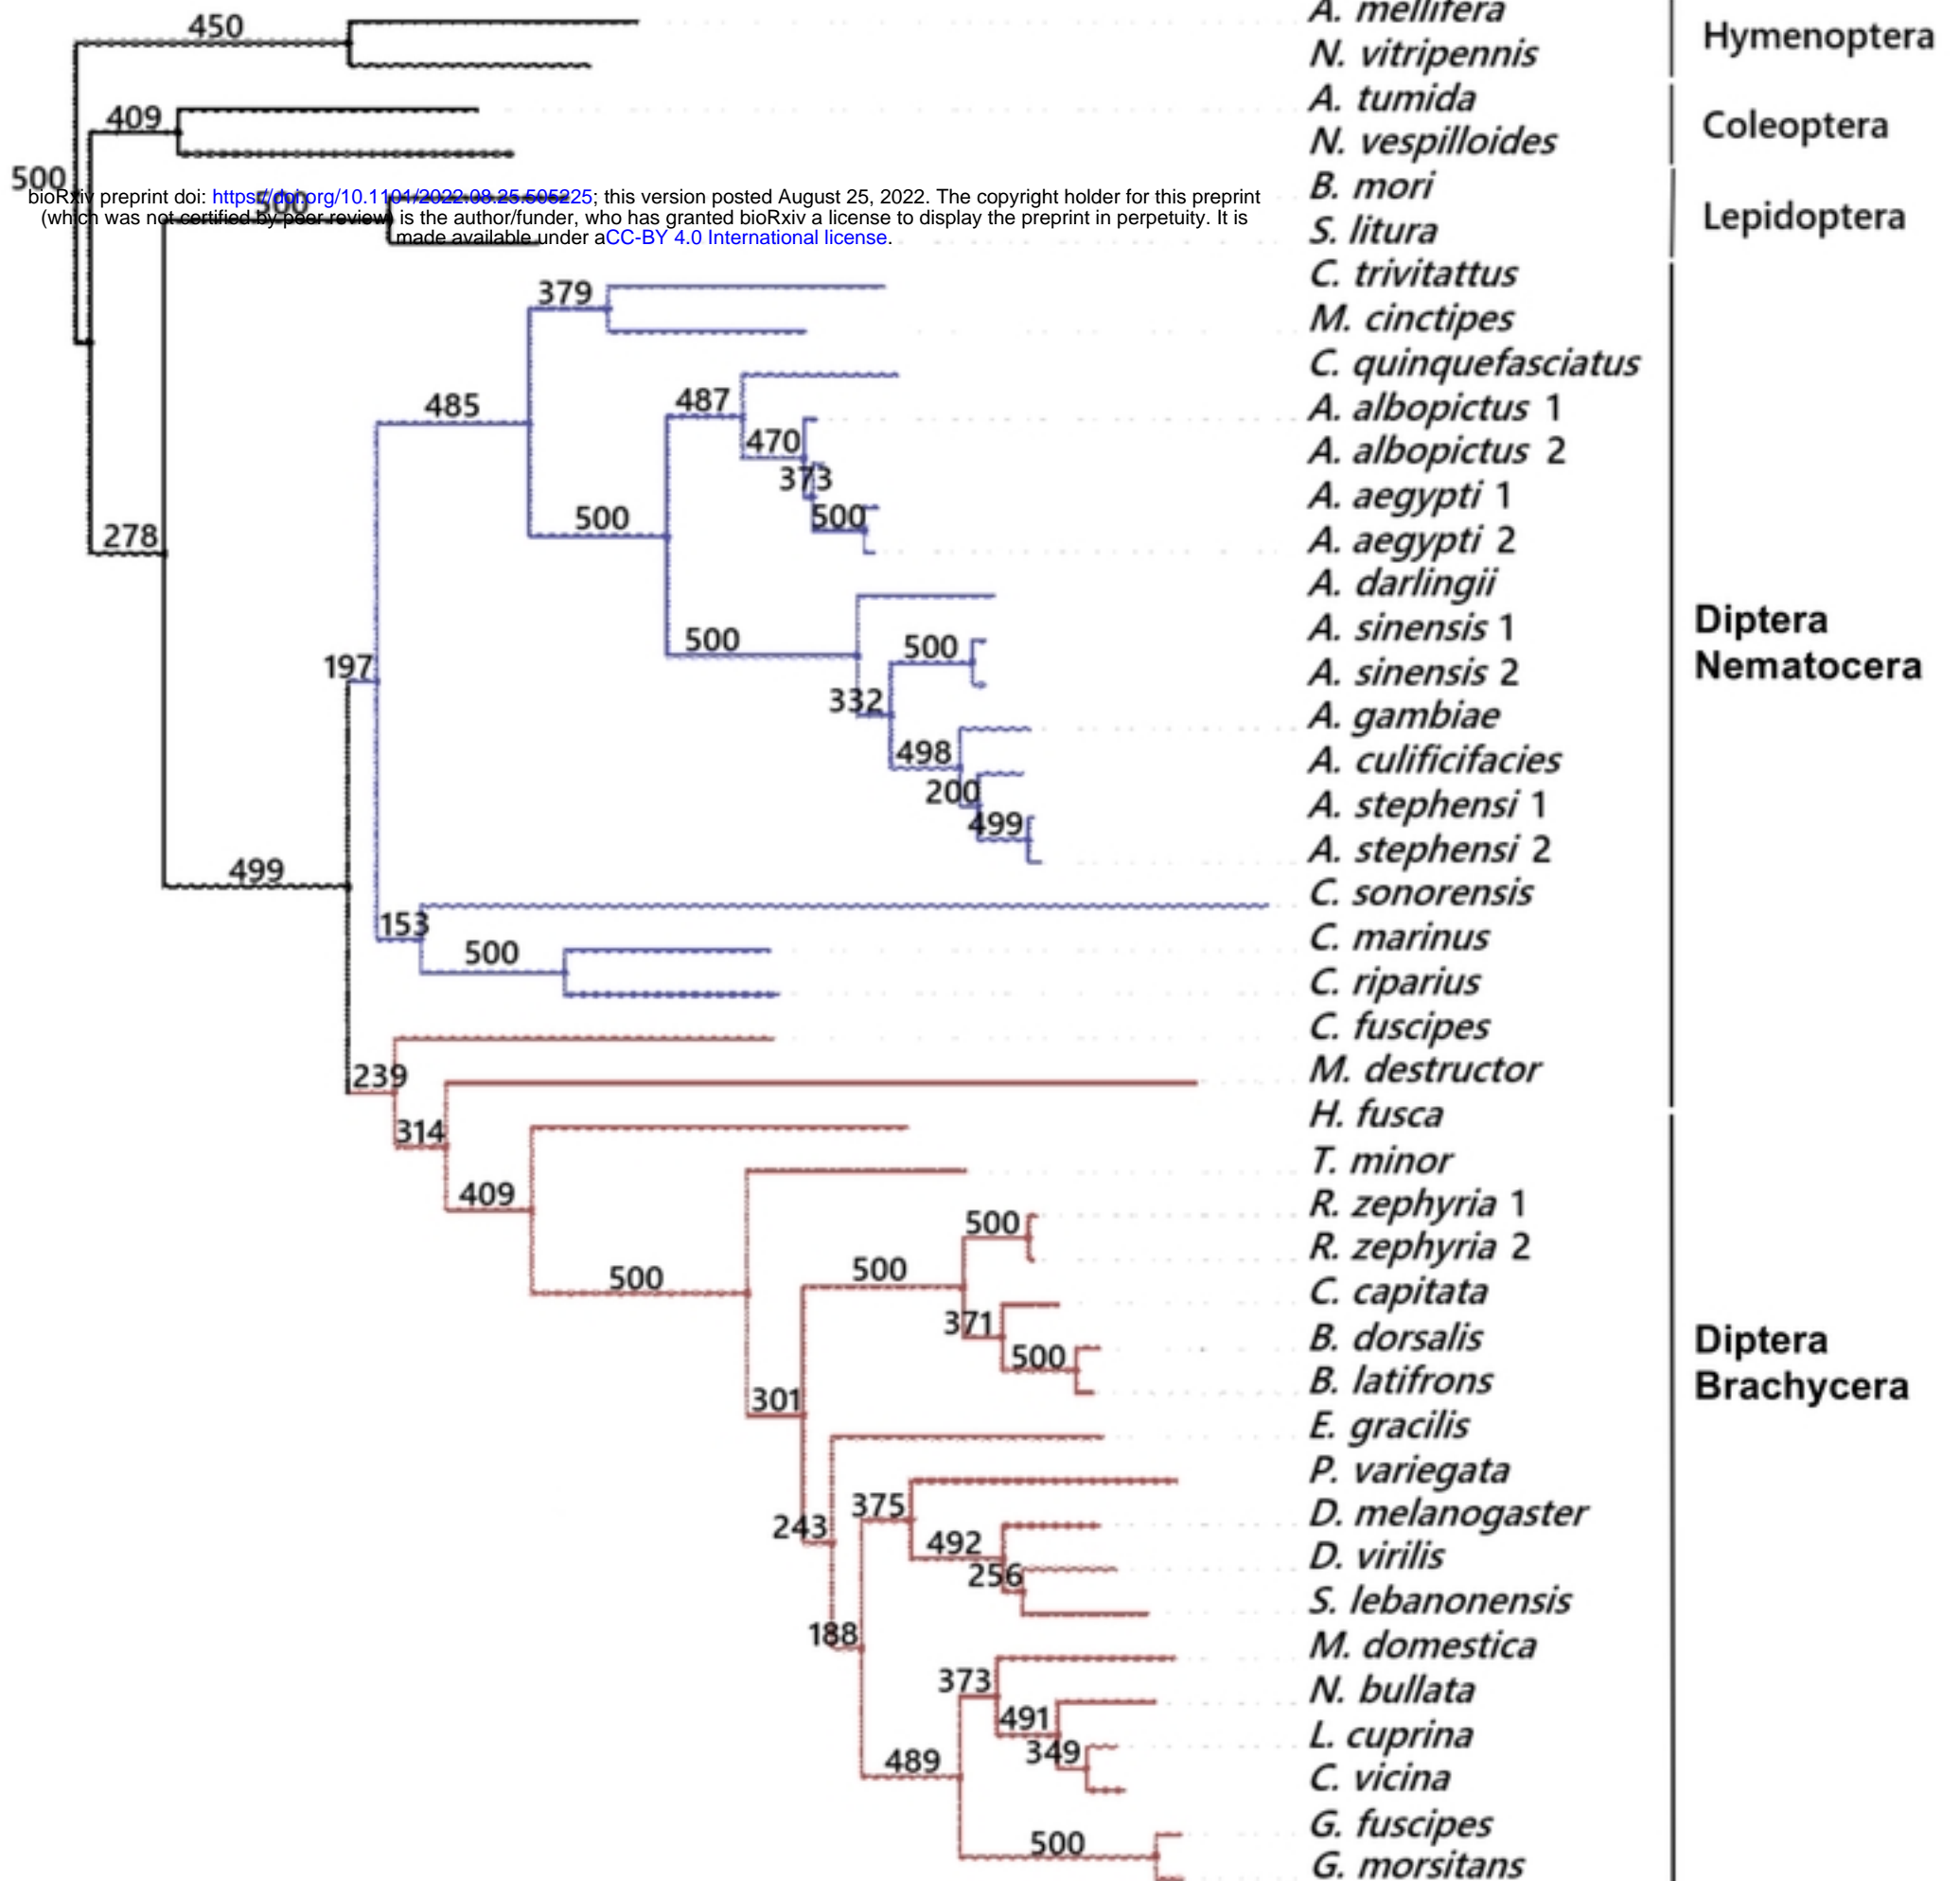 A. mellifera
450
N. vitripennis
Hymenoptera
A. tumida
409
N. vespilloides
Coleoptera
500
B. mori
bioRxiv preprint doi: https://doi.org/10.1101/2022.08.25.505225; this version posted August 25, 2022. The copyright holder for this preprint
500
(which was not certified by peer review) is the author/funder, who has granted bioRxiv a license to display the preprint in perpetuity. It is
made available under aCC-BY 4.0 International license.
S. litura
Lepidoptera
C. trivitattus
379
M. cinctipes
C. quinquefasciatus
485
487
A. albopictus 1
470
A. albopictus 2
373
A. aegypti 1
500
500
278
A. aegypti 2
A. darlingii
Diptera
Nematocera
500
500
A. sinensis 1
197
A. sinensis 2
332
A. gambiae
498
A. culificifacies
200
A. stephensi 1
499
A. stephensi 2
499
C. sonorensis
153
C. marinus
500
C. riparius
C. fuscipes
239
M. destructor
314
H. fusca
T. minor
409
R. zephyria 1
500
R. zephyria 2
500
500
C. capitata
371
B. dorsalis
500
B. latifrons
Diptera
Brachycera
301
E. gracilis
P. variegata
375
243
D. melanogaster
492
D. virilis
256
S. lebanonensis
188
M. domestica
373
N. bullata
491
L. cuprina
349
489
C. vicina
G. fuscipes
500
G. morsitans